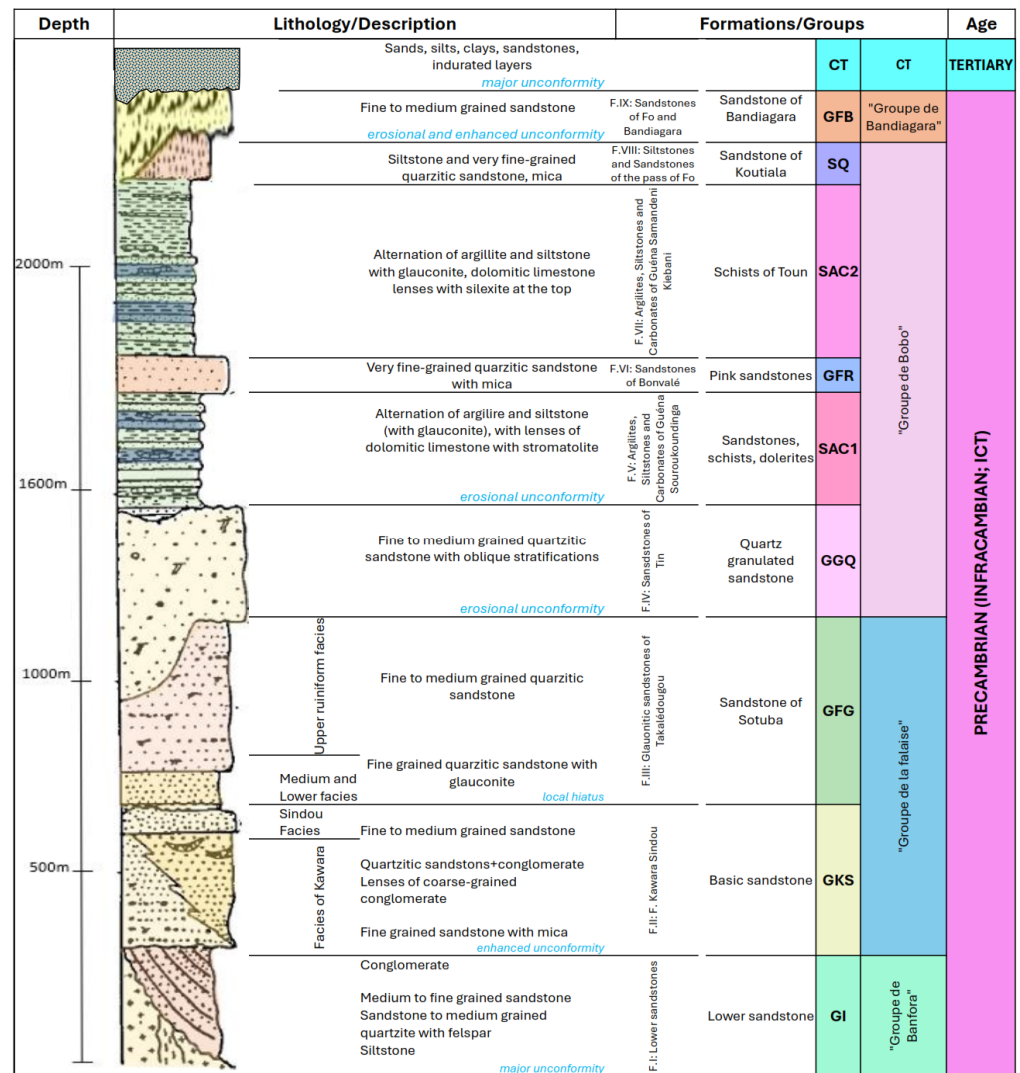 Depth
Lithology/Description
Formations/Groups
Age
Sands, silts, clays, sandstones,
indurated layers
major unconformity
CT
CT
TERTIARY
Fine to medium grained sandstone
erosional and enhanced unconformity
F.IX: Sandstones
of Fo and
Bandiagara
Sandstone of
Bandiagara
GFB
"Groupe de
Bandiagara"
Siltstone and very fine-grained
quarzitic sandstone, mica
F.VIII: Siltstones
and Sandstones
of the pass of Fo
Sandstone of
Koutiala
SQ
2000m
Alternation of argillite and siltstone
with glauconite, dolomitic limestone
lenses with silexite at the top
F.VII: Argilites, Siltstones and
Carbonates of Guéna Samandeni
Kiebani
Schists of Toun
SAC2
"Groupe de Bobo"
Very fine-grained quarzitic sandstone
with mica
F.VI: Sandstones
of Bonvalé
Pink sandstones
GFR
Alternation of argilire and siltstone
(with glauconite), with lenses of
dolomitic limestone with stromatolite
erosional unconformity
F.V: Argilites,
Siltstones and
Carbonates of Guéna
Souroukoundinga
Sandstones,
schists, dolerites
SAC1
PRECAMBRIAN (INFRACAMBIAN; ICT)
1600m
Fine to medium grained quarzitic
sandstone with oblique stratifications
erosional unconformity
F.IV: Sansdstones of
Tin
Quartz
granulated
sandstone
GGQ
1000m
Upper ruiniform facies
Fine to medium grained quarzitic
sandstone
F.III: Glauonitic sandstones of
Takalédougou
Sandstone of
Sotuba
GFG
"Groupe de la falaise"
Medium and
Lower facies
Fine grained quarzitic sandstone with
glauconite
local hiatus
Sindou
Facies
Fine to medium grained sandstone
500m
Facies of Kawara
Quartzitic sandstons+conglomerate
Lenses of coarse-grained
conglomerate
Fine grained sandstone with mica
enhanced unconformity
F.II: F. Kawara Sindou
Basic sandstone
GKS
Conglomerate
Medium to fine grained sandstone
Sandstone to medium grained
quartzite with felspar
Siltstone
major unconformity
F.I: Lower sandstones
Lower sandstone
GI
"Groupe de
Banfora"